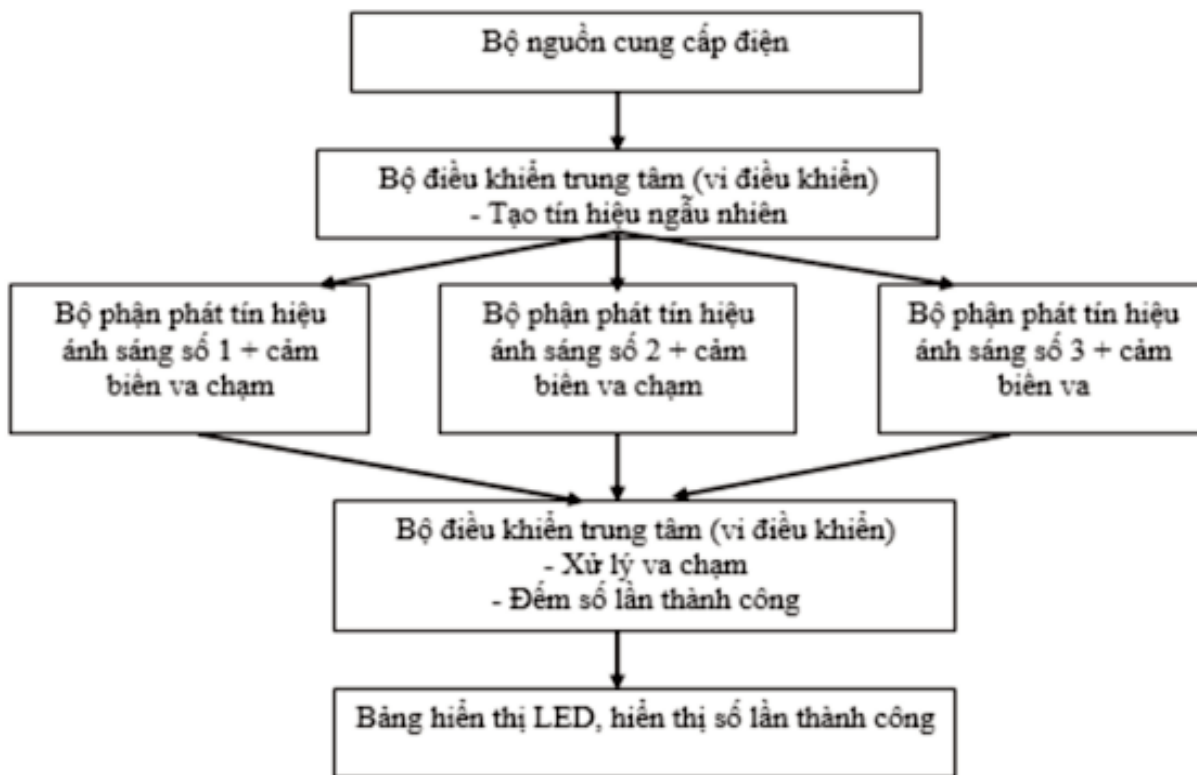 Bộ nguồn cung cấp điện
Bộ điều khiển trung tâm (vi điều khiển)
- Tạo tín hiệu ngẫu nhiên
Bộ phận phát tín hiệu
ánh sáng số 1 + cảm
biên va chạm
Bộ phận phát tín hiệu
ánh sáng số 2 + cảm
biên va chạm
Bộ phận phát tín hiệu
ánh sáng số 3 + cảm
biên va
Bộ điều khiển trung tâm (vi điều khiển)
- Xử lý va chạm
- Đếm số lần thành công
Bảng hiển thị LED, hiển thị số lần thành công